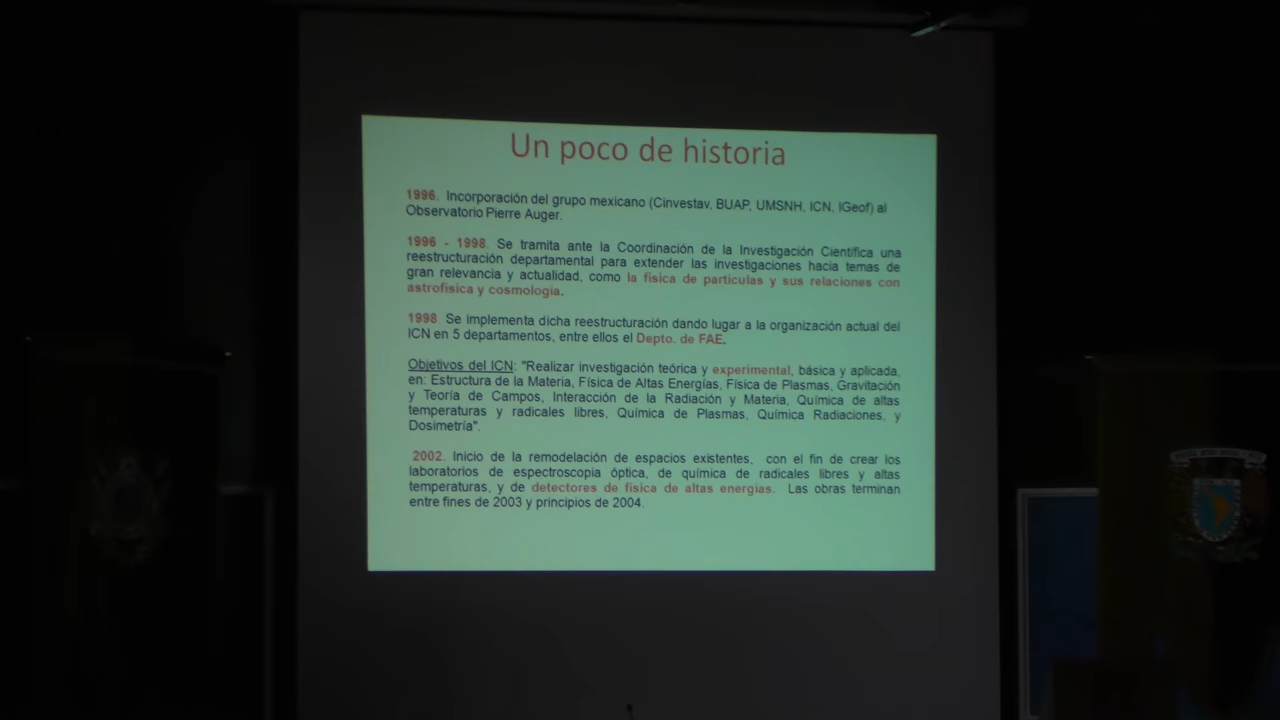 Un poco de historia
1996. Incorporación del grupo mexicano (Cinvestav, BUAP, UMSNH, ICN, IGeof) al
Observatorio Pierre Auger.
1996 - 1998. Se tramita ante la Coordinación de la Investigación Científica una
reestructuración departamental para extender las investigaciones hacia temas de
gran relevancia y actualidad, como la física de partículas y sus relaciones con
astrofísica y cosmología.
1998. Se implementa dicha reestructuración dando lugar a la organización actual del
ICN en 5 departamentos, entre ellos el Depto. de FAE.
Objetivos del ICN: "Realizar investigación teórica y experimental, básica y aplicada,
en: Estructura de la Materia, Física de Altas Energías, Física de Plasmas, Gravitación
y Teoría de Campos, Interacción de la Radiación y Materia, Química de altas
temperaturas y radicales libres, Química de Plasmas, Química Radiaciones, y
Dosimetría".
2002. Inicio de la remodelación de espacios existentes, con el fin de crear los
laboratorios de espectroscopia óptica, de química de radicales libres y altas
temperaturas, y de detectores de física de altas energías. Las obras terminan
entre fines de 2003 y principios de 2004.